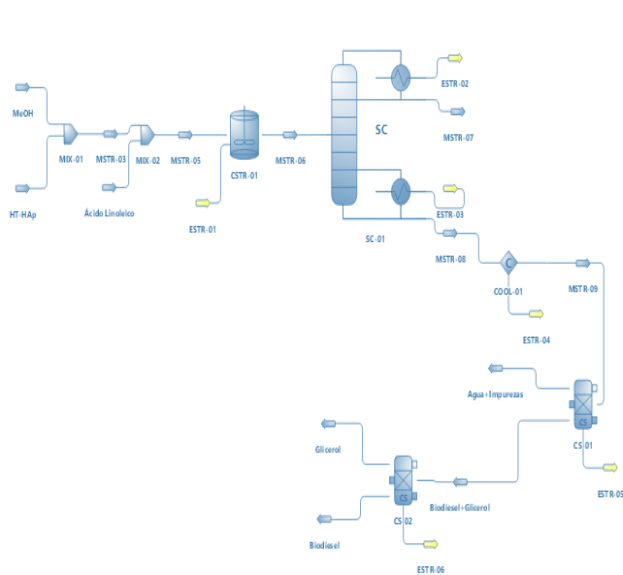 ESTR-02
MeOH
SC
MSTR-07
MIX-01
MSTR-03
MIX-02
MSTR-05
MSTR-06
CSTR-01
HT-HAp
Ácido Linoleico
ESTR-01
ESTR-03
SC-01
MSTR-08
C
COOL-01
MSTR-09
ESTR-04
Agua+Impurezas
CS
CS-01
Glicerol
ESTR-05
CS
Biodiesel+Glicerol
CS-02
Biodiesel
ESTR-06